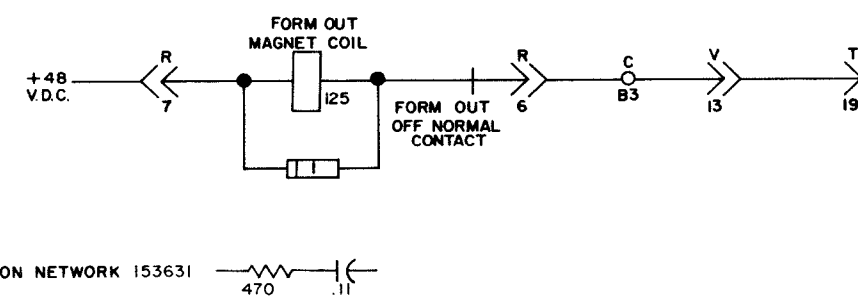 FORM OUT
MAGNET COIL
R
R
C
V
T
+48
V.D.C.
7
125
FORM OUT
OFF NORMAL
CONTACT
6
B3
13
19
ON NETWORK 153631
470
.11